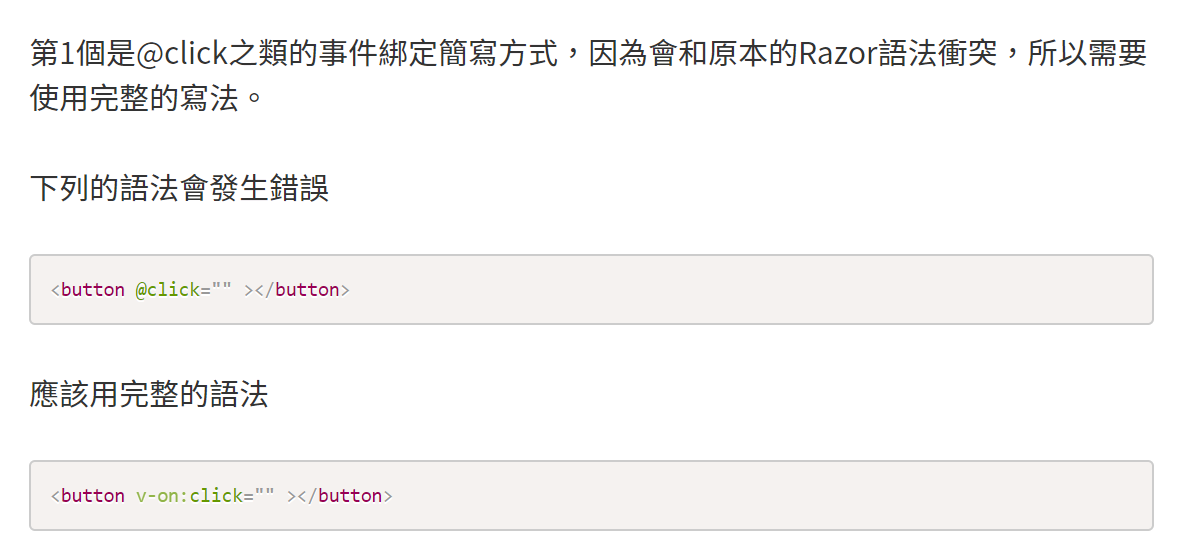 第1個是@click之類的事件綁定簡寫方式，因為會和原本的Razor語法衝突，所以需要
使用完整的寫法。
下列的語法會發生錯誤
<button @click="" ></button>
應該用完整的語法
<button v-on:click="" ></button>